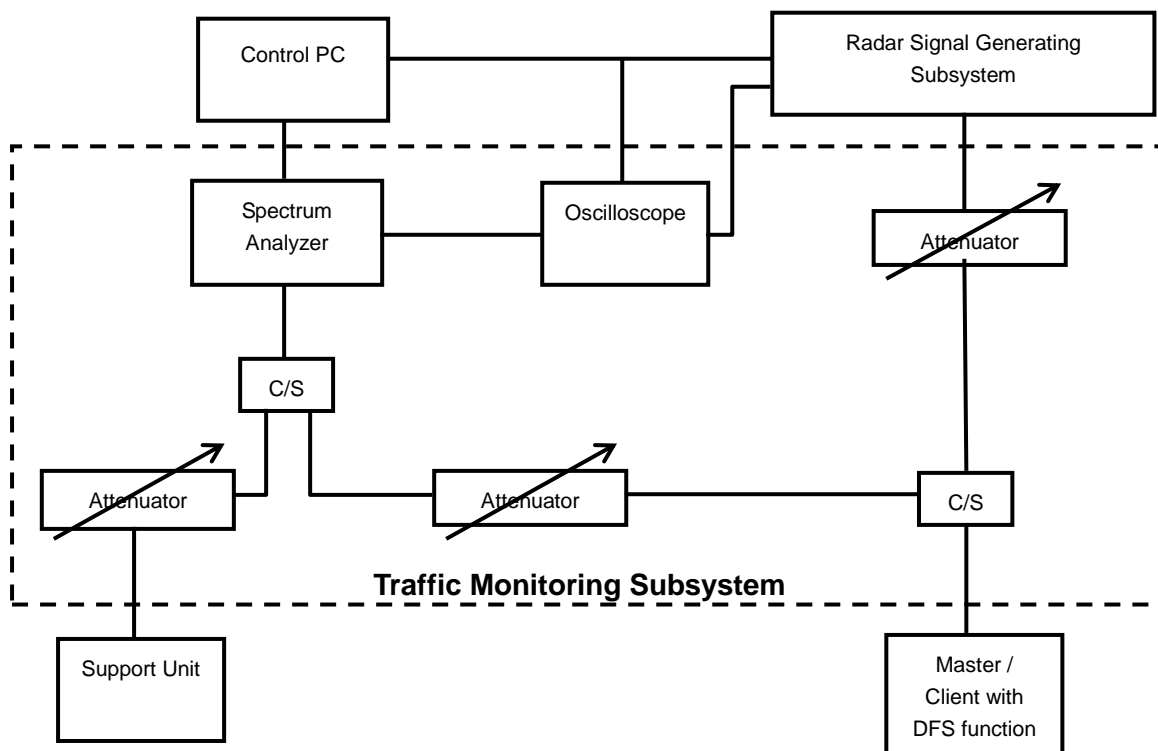 Control PC
Radar Signal Generating
Subsystem
Spectrum
Analyzer
Oscilloscope
Attenuator
C/S
Attenuator
Attenuator
C/S
Traffic Monitoring Subsystem
Support Unit
Master /
Client with
DFS function